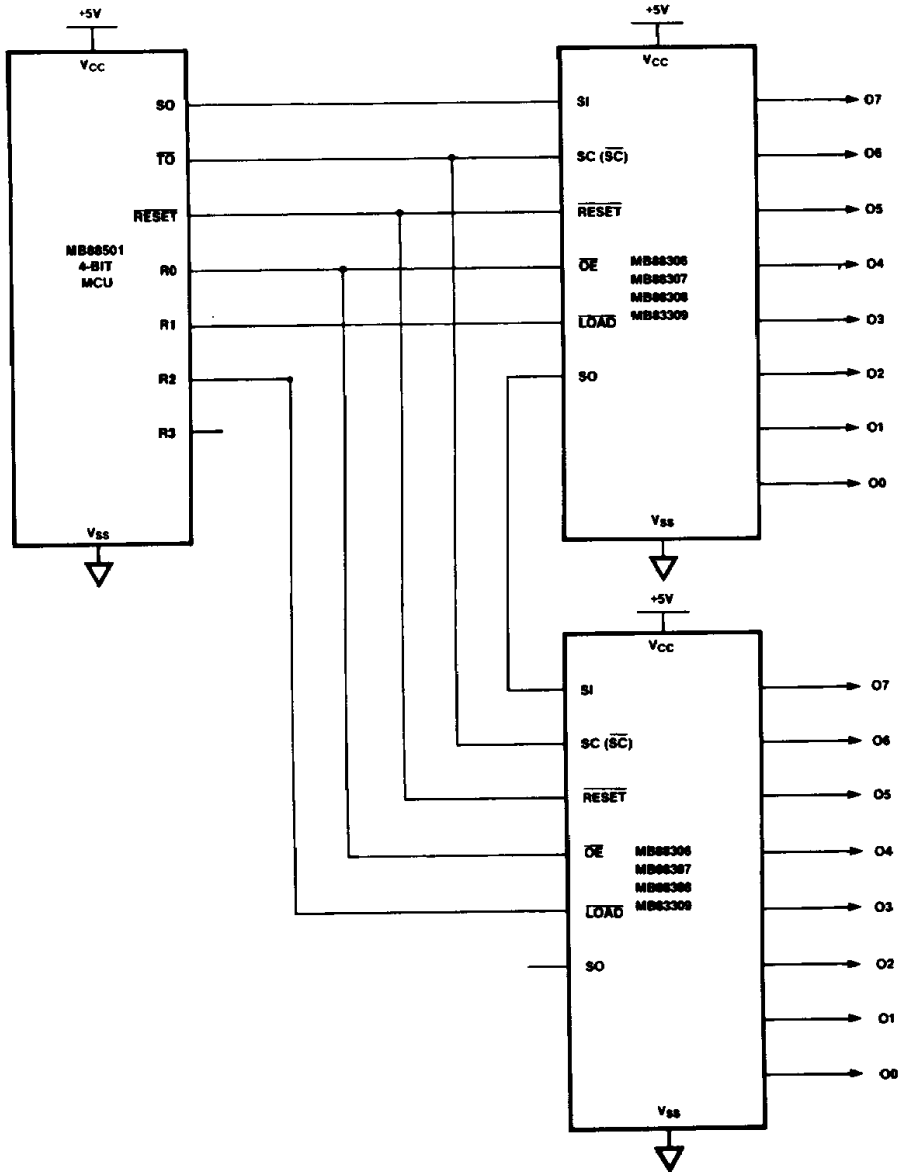 +5V
VCC
SO
TO
RESET
MB88501
4-BIT
MCU
R0
R1
R2
R3
VSS
+5V
VCC
SI
SC (SC)
RESET
OE
LOAD
SO
MB88306
MB88307
MB88308
MB83309
VSS
O7
O6
O5
O4
O3
O2
O1
O0
+5V
VCC
SI
SC (SC)
RESET
OE
LOAD
SO
MB88306
MB88307
MB88308
MB83309
VSS
O7
O6
O5
O4
O3
O2
O1
O0